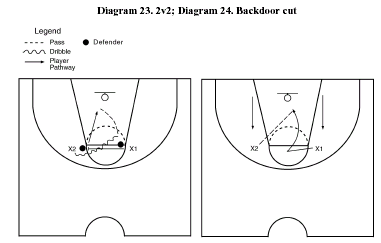 Diagram 23. 2v2; Diagram 24. Backdoor cut
Legend
Pass
Defender
Dribble
Player
Pathway
X2
X1
X2
X1